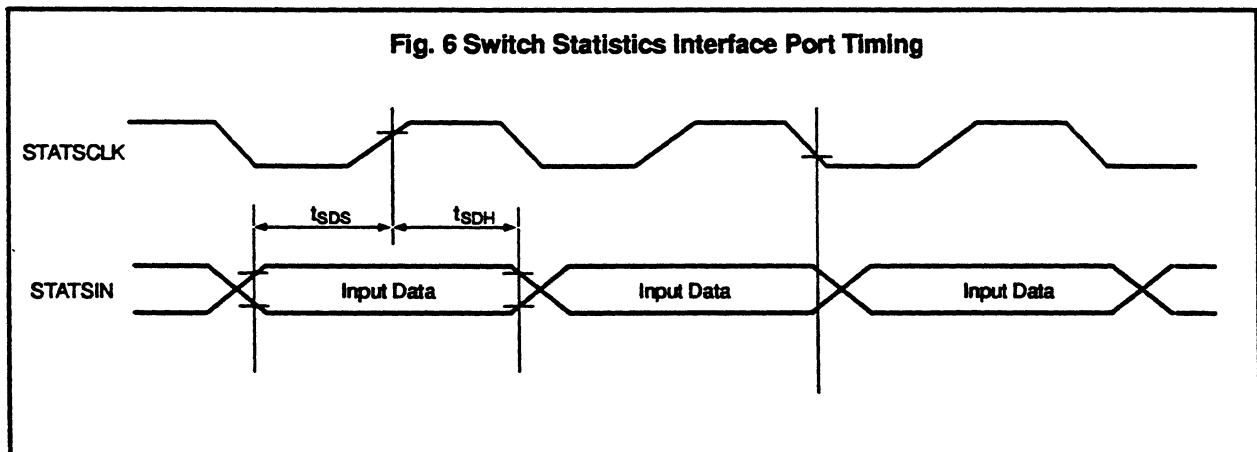 Fig. 6 Switch Statistics Interface Port Timing
STATSCLK
tSDS
tSDH
STATSIN
Input Data
Input Data
Input Data